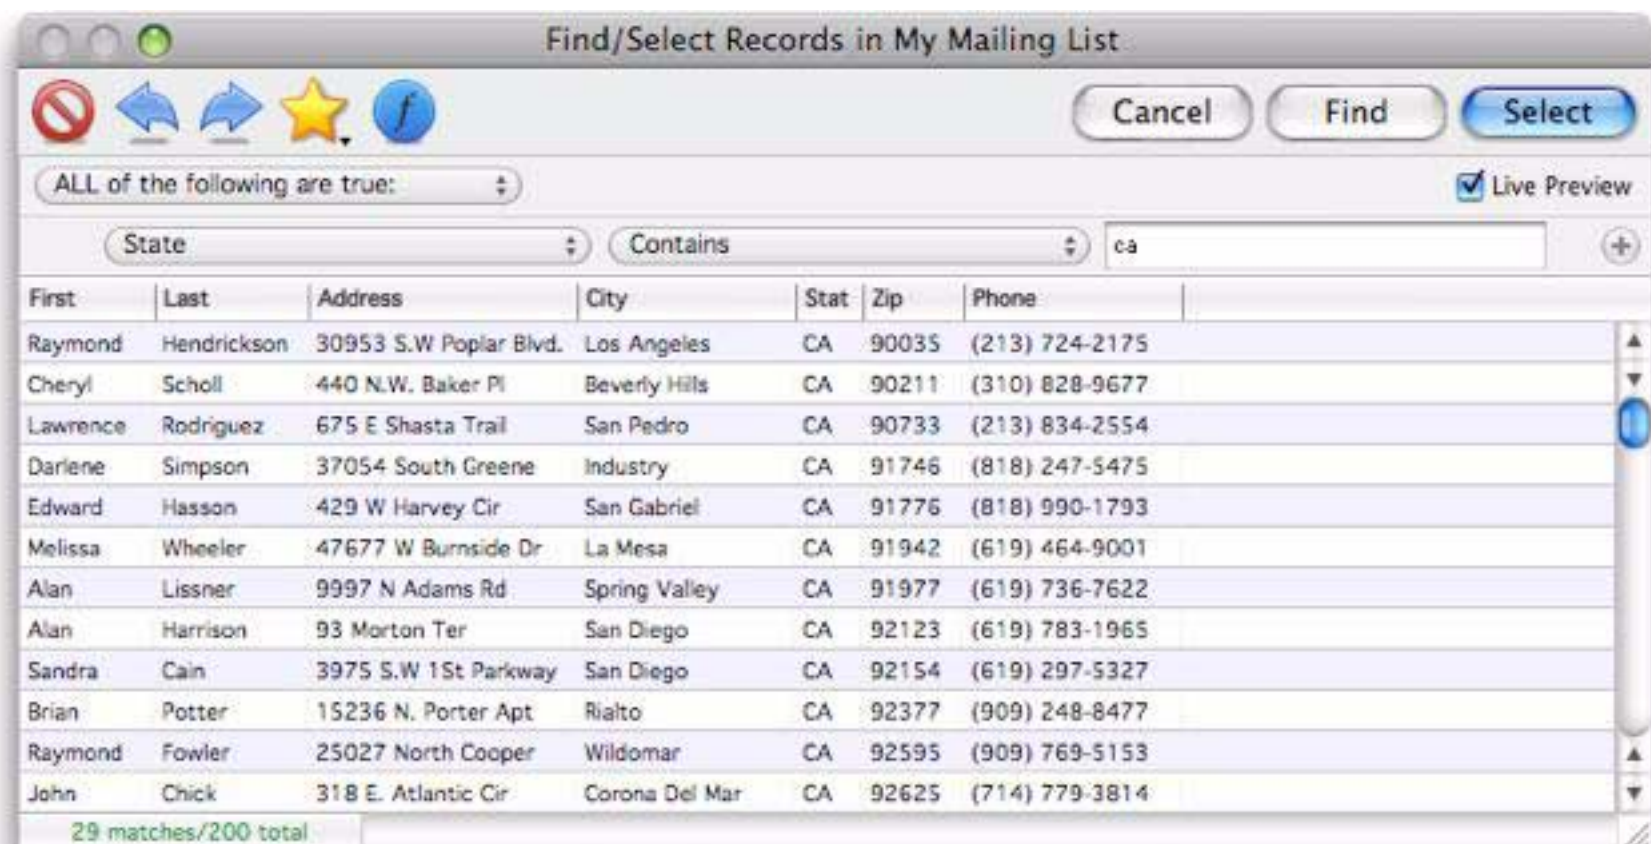 Find/Select Records in My Mailing List
f Cancel Find Select
ALL of the following are true: Live Preview
State Contains ca
First Last Address City Stat Zip Phone
Raymond Hendrickson 30953 S.W Poplar Blvd. Los Angeles CA 90035 (213) 724-2175
Cheryl Scholl 440 N.W. Baker Pl Beverly Hills CA 90211 (310) 828-9677
Lawrence Rodriguez 675 E Shasta Trail San Pedro CA 90733 (213) 834-2554
Darlene Simpson 37054 South Greene Industry CA 91746 (818) 247-5475
Edward Hasson 429 W Harvey Cir San Gabriel CA 91776 (818) 990-1793
Melissa Wheeler 47677 W Burnside Dr La Mesa CA 91942 (619) 464-9001
Alan Lissner 9997 N Adams Rd Spring Valley CA 91977 (619) 736-7622
Alan Harrison 93 Morton Ter San Diego CA 92123 (619) 783-1965
Sandra Cain 3975 S.W 1St Parkway San Diego CA 92154 (619) 297-5327
Brian Potter 15236 N. Porter Apt Rialto CA 92377 (909) 248-8477
Raymond Fowler 25027 North Cooper Wildomar CA 92595 (909) 769-5153
John Chick 318 E. Atlantic Cir Corona Del Mar CA 92625 (714) 779-3814
29 matches/200 total